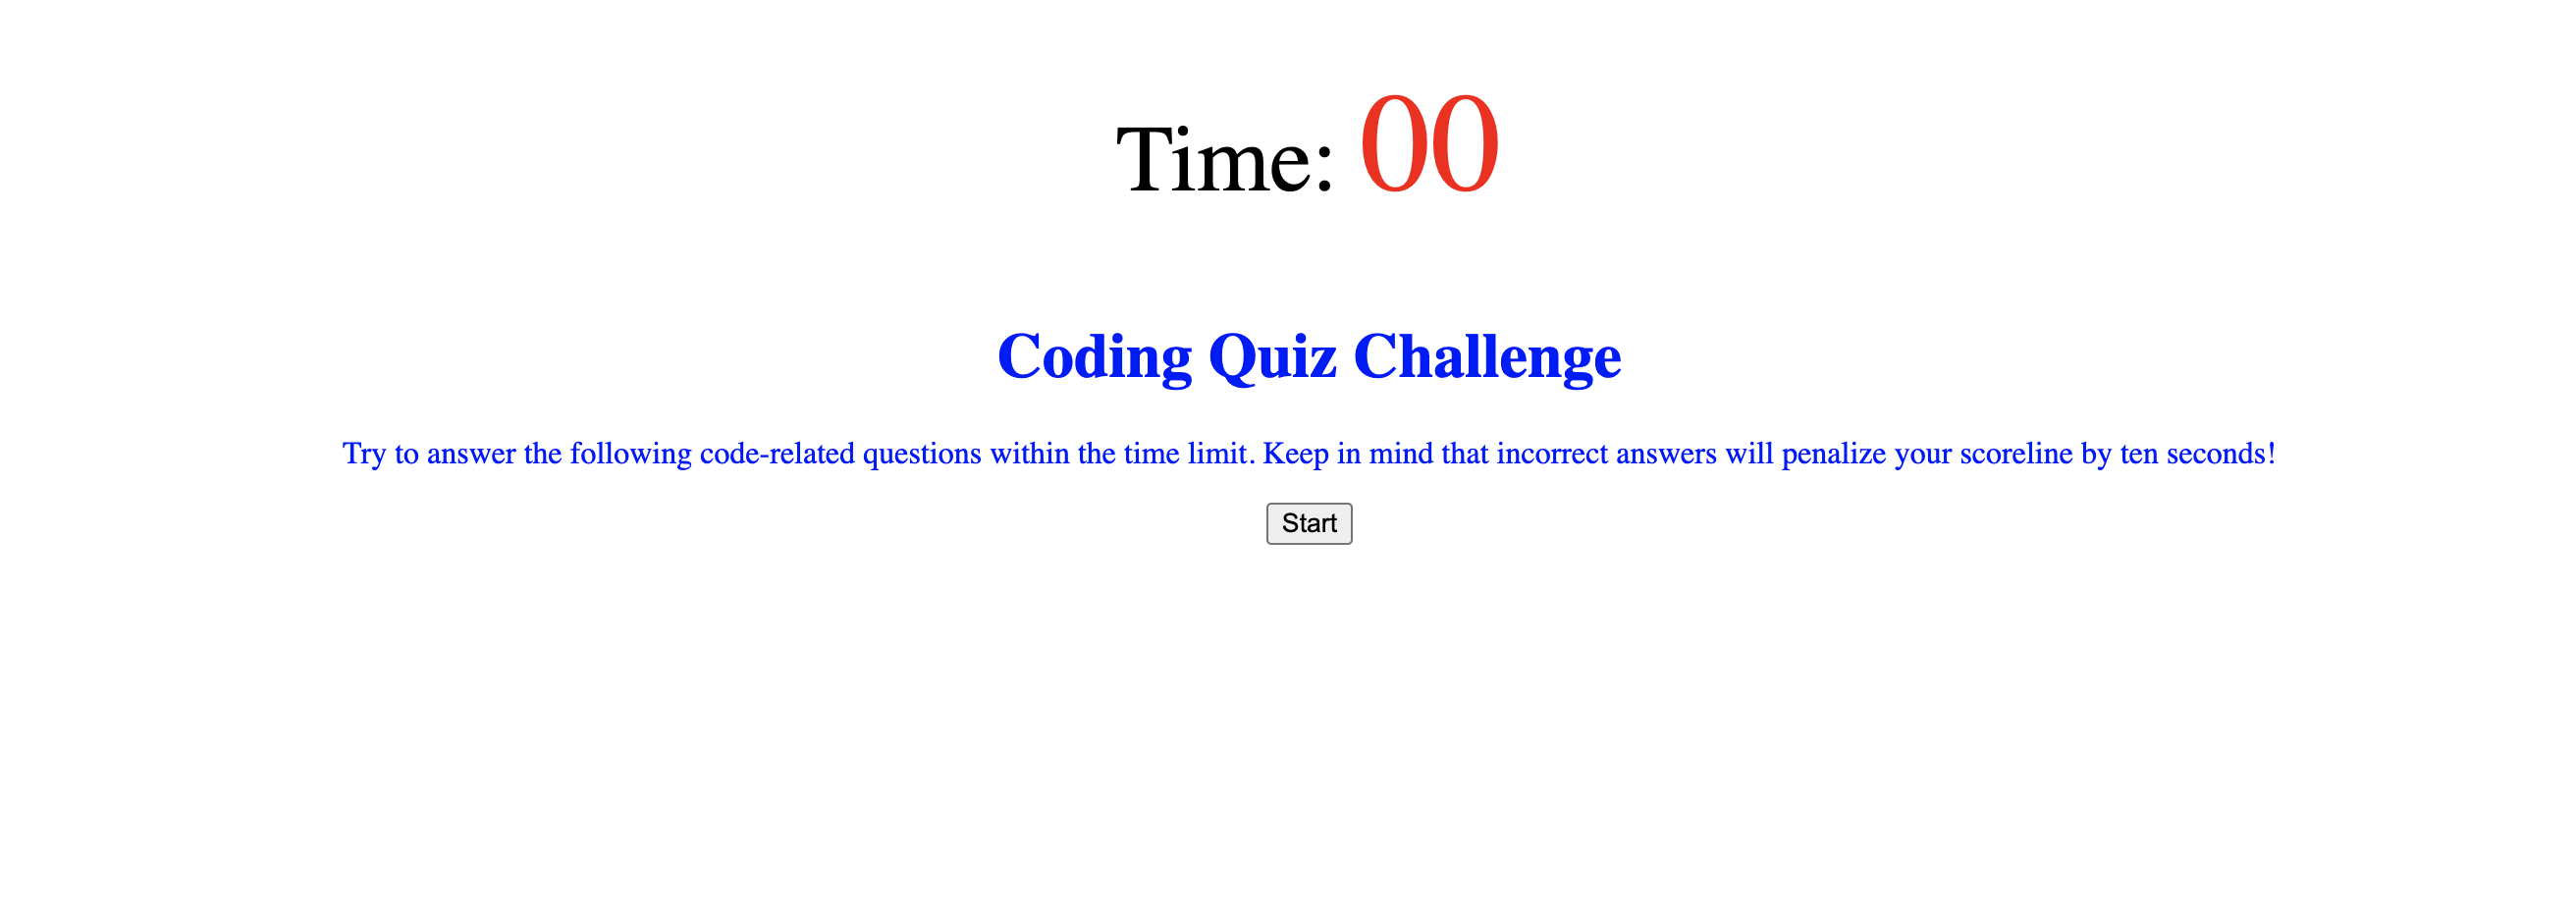 Time: 00
Coding Quiz Challenge
Try to answer the following code-related questions within the time limit. Keep in mind that incorrect answers will penalize your scoreline by ten seconds!
Start